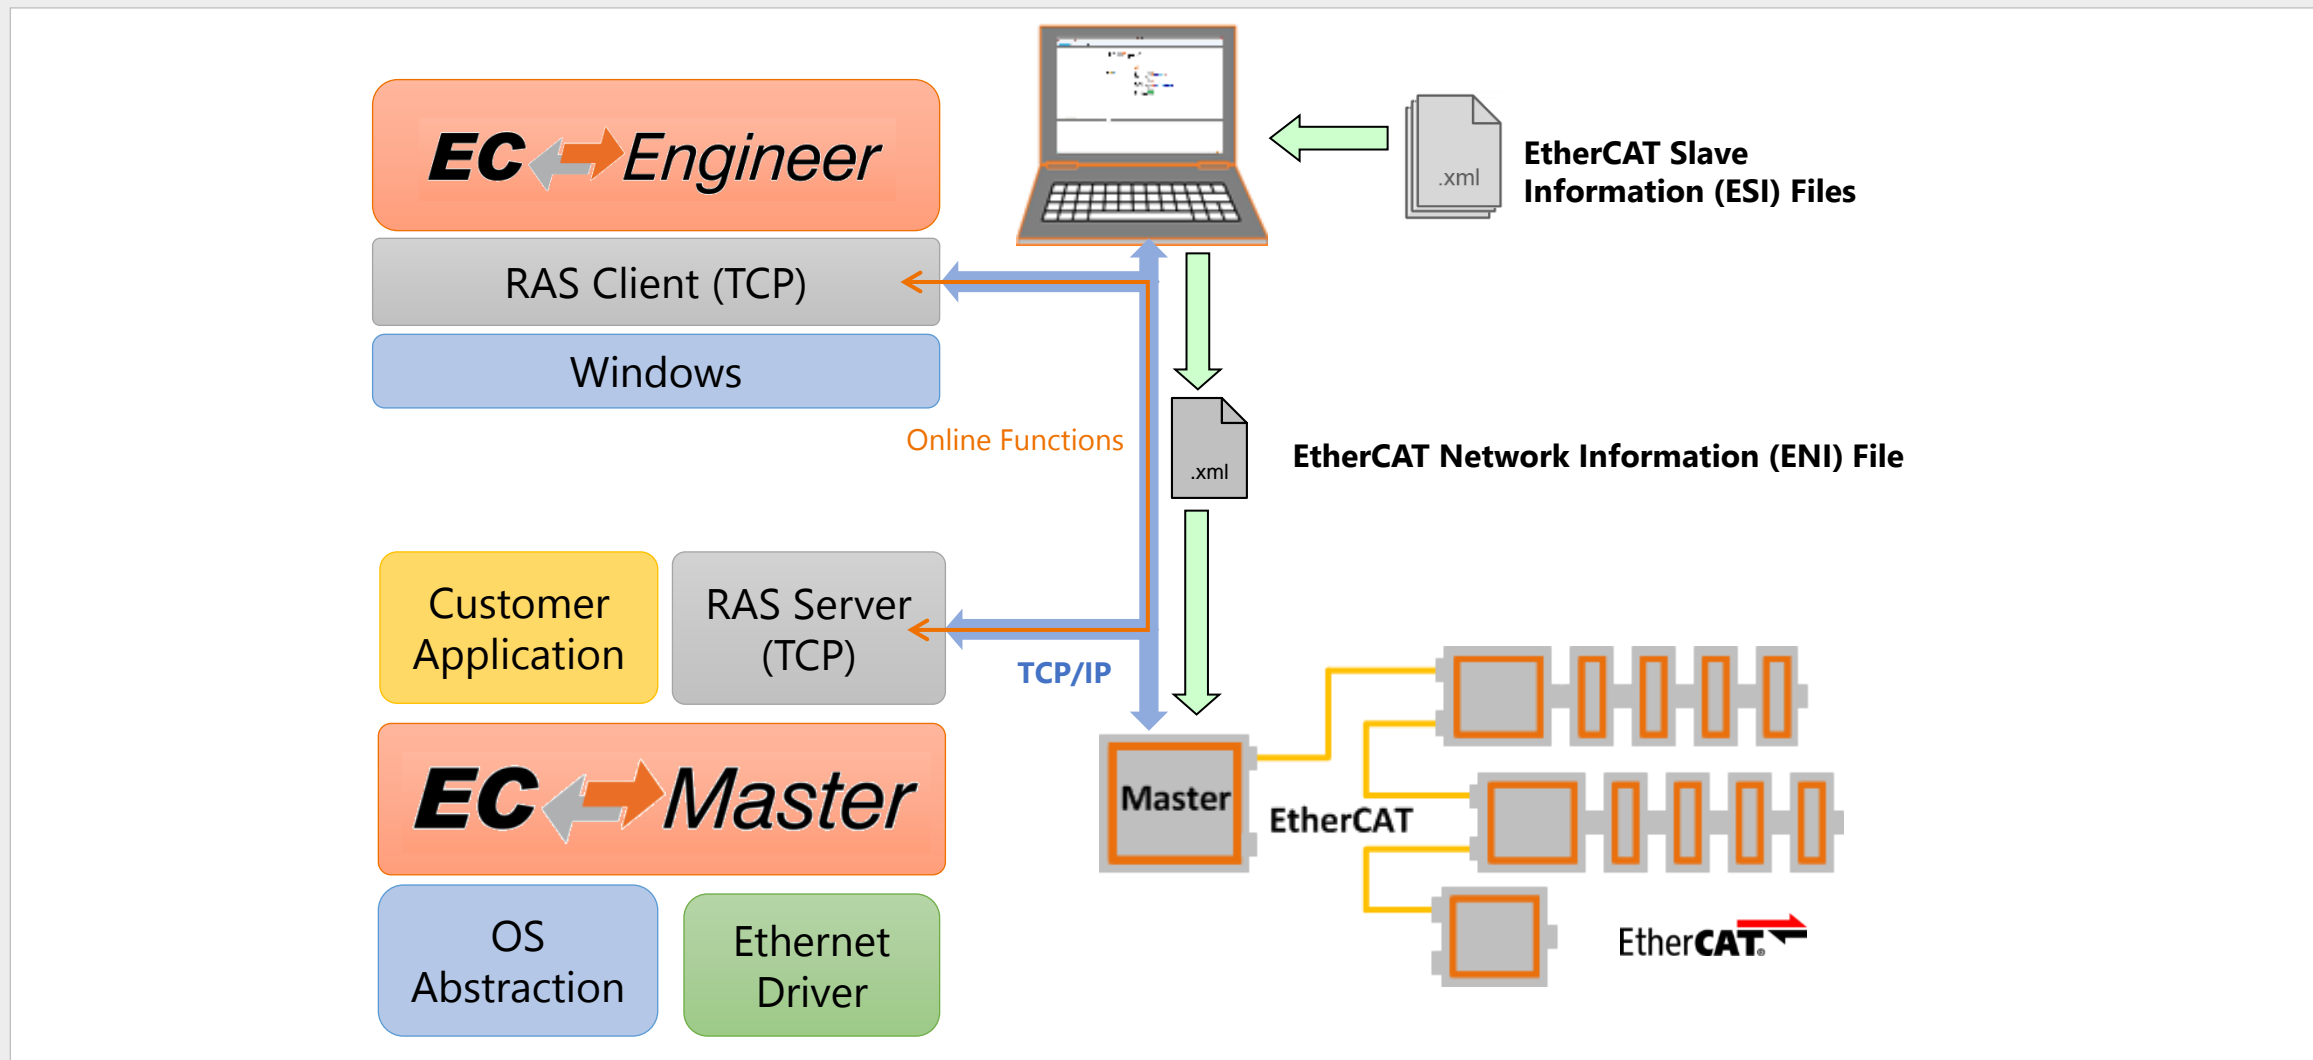 EC Engineer
RAS Client (TCP)
Windows
.xml
EtherCAT Slave
Information (ESI) Files
Online Functions
.xml
EtherCAT Network Information (ENI) File
Customer
Application
RAS Server
(TCP)
TCP/IP
EC Master
Master
EtherCAT
OS
Abstraction
Ethernet
Driver
EtherCAT®